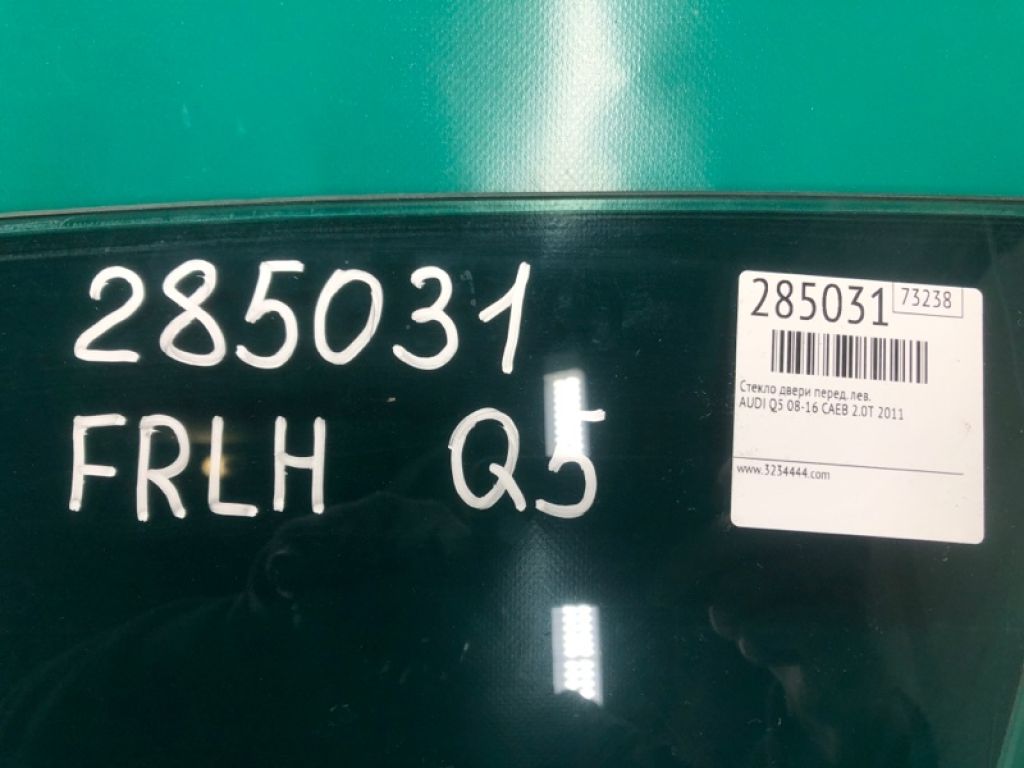 285031
FRLH Q5
285031 73238
Стекло двери перед. лев.
AUDI Q5 08-16 CAEB 2.0T 2011
www.3234444.com